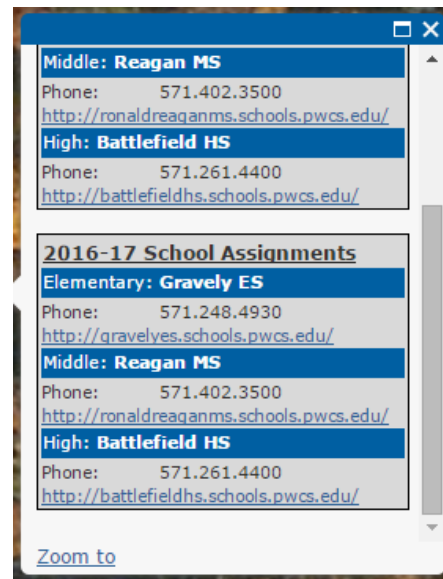 Middle: Reagan MS
Phone: 571.402.3500
http://ronaldreaganms.schools.pwcs.edu/
High: Battlefield HS
Phone: 571.261.4400
http://battlefieldhs.schools.pwcs.edu/
2016-17 School Assignments
Elementary: Gravely ES
Phone: 571.248.4930
http://gravelyes.schools.pwcs.edu/
Middle: Reagan MS
Phone: 571.402.3500
http://ronaldreaganms.schools.pwcs.edu/
High: Battlefield HS
Phone: 571.261.4400
http://battlefieldhs.schools.pwcs.edu/
Zoom to